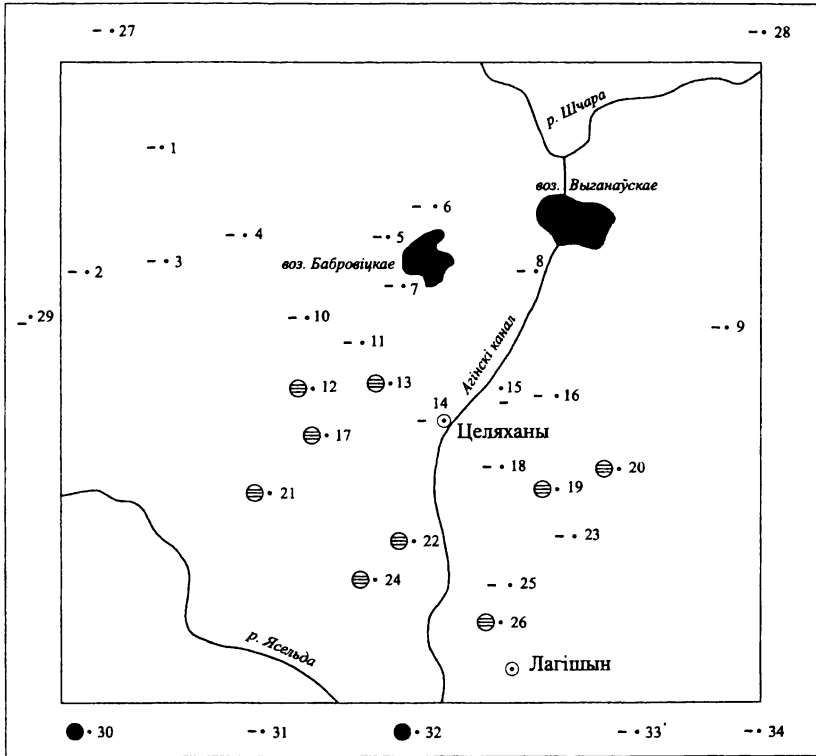 - • 27
- • 28
р. Шчара
- • 1
воз. Выганаўскае
- • 6
- • 4
- • 5
воз. Бабровіцкае
- • 3
- • 2
- • 8
- • 7
- • 29
- • 10
- • 9
- • 11
Агінскі канал
• 13
• 12
• 15
-
- • 16
14
-
Целяханы
• 17
- • 18
• 20
• 19
• 21
- • 23
• 22
• 24
- • 25
• 26
р. Ясельда
Лагішын
• 30
- • 31
• 32
- • 33
- • 34